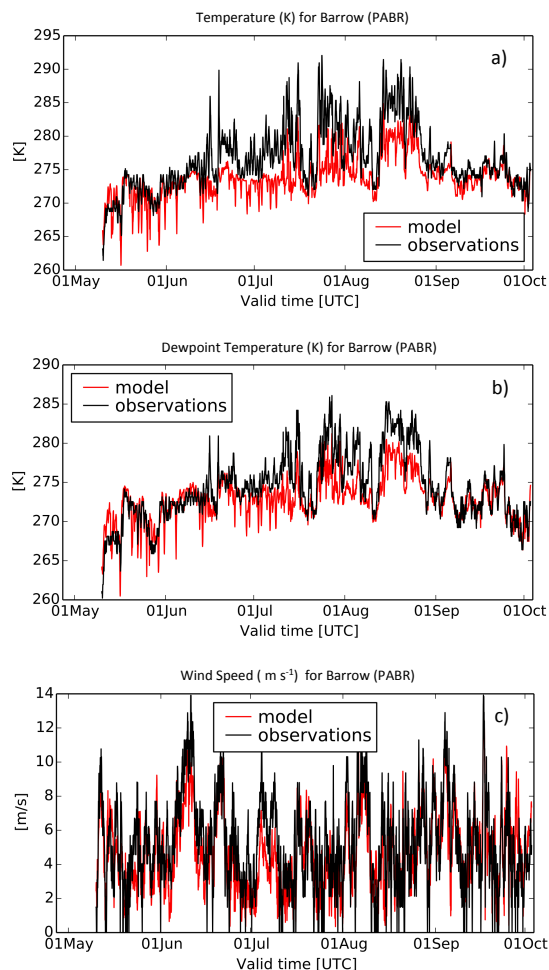 Temperature (K) for Barrow (PABR)
295
290
285
280
275
270
265
260
[K]
a)
model
observations
01May 01Jun 01Jul 01Aug 01Sep 01Oct
Valid time [UTC]
Dewpoint Temperature (K) for Barrow (PABR)
290
285
280
275
270
265
260
[K]
model
observations
b)
01May 01Jun 01Jul 01Aug 01Sep 01Oct
Valid time [UTC]
Wind Speed ( m s⁻¹) for Barrow (PABR)
14
12
10
8
6
4
2
0
[m/s]
model
observations
c)
01May 01Jun 01Jul 01Aug 01Sep 01Oct
Valid time [UTC]